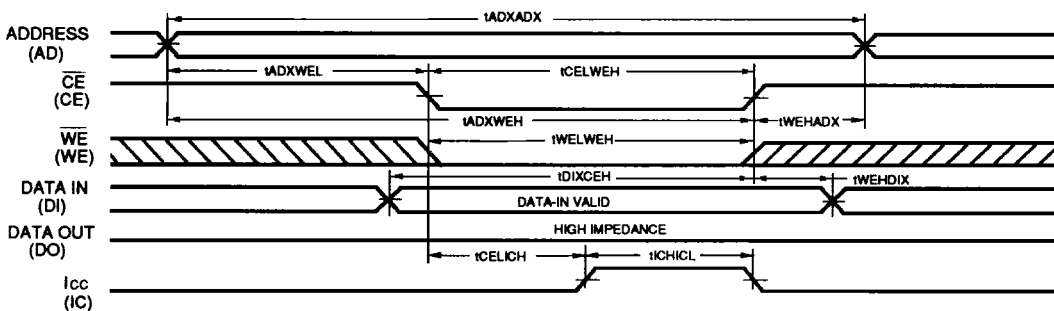 tADXADX
ADDRESS
(AD)
tADXWEL
tCELWEH
CE
(CE)
tADXWEH
tWEHADX
WE
(WE)
tWELWEH
tDIXCEH
tWEHDIX
DATA IN
(DI)
DATA-IN VALID
DATA OUT
(DO)
HIGH IMPEDANCE
tCELICH
tICHICL
ICC
(IC)